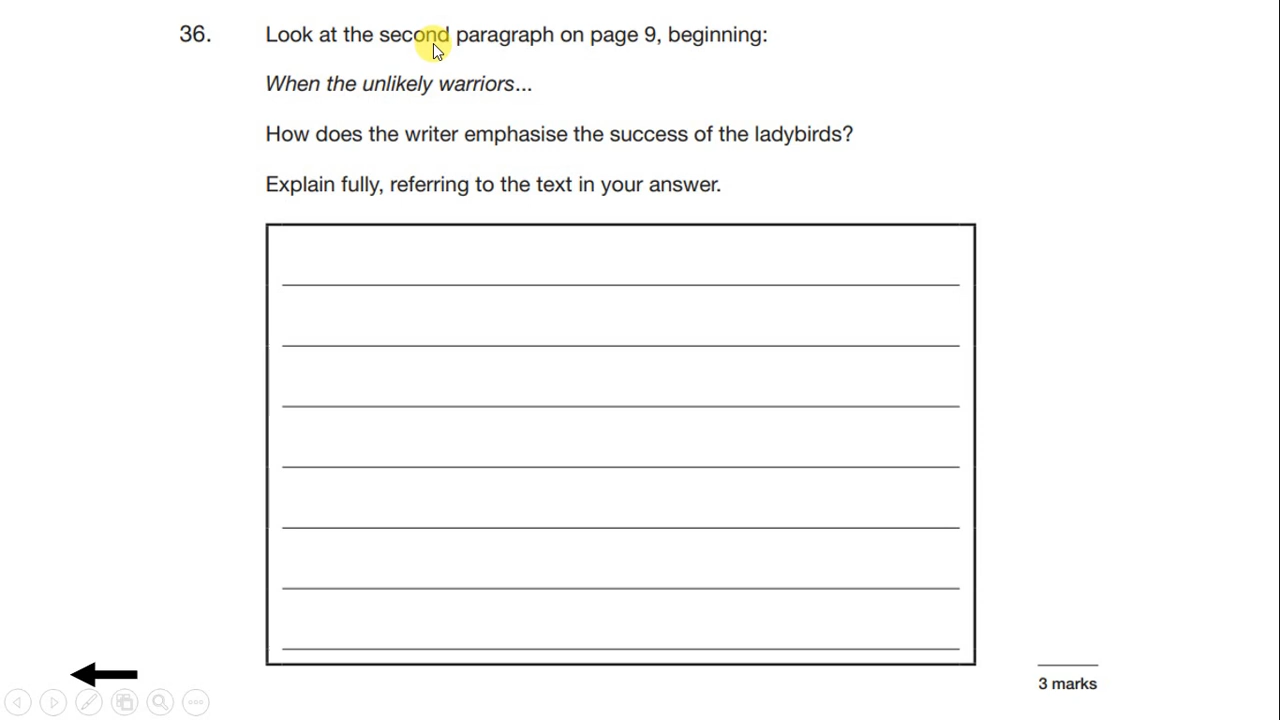 36. Look at the second paragraph on page 9, beginning:
When the unlikely warriors...
How does the writer emphasise the success of the ladybirds?
Explain fully, referring to the text in your answer.
3 marks